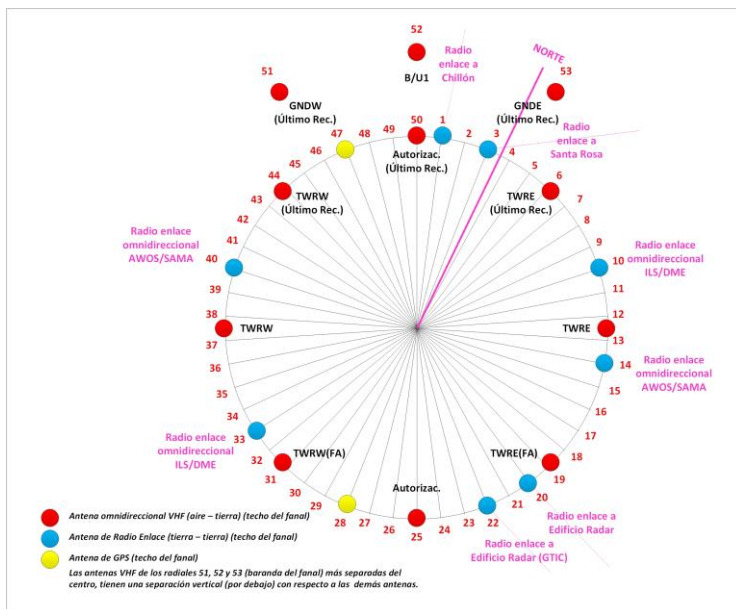 52
Radio
enlace a
Chillón
NORTE
51
53
B/U1
GNDW
(Último Rec.)
GNDE
(Último Rec.)
50
1
49
2
48
3
47
4
Autorizac.
(Último Rec.)
Radio
enlace a
Santa Rosa
46
5
45
6
44
7
TWRW
(Último Rec.)
TWRE
(Último Rec.)
43
8
42
9
41
10
40
11
Radio enlace
omnidireccional
AWOS/SAMA
Radio enlace
omnidireccional
ILS/DME
39
12
38
TWRW
TWRE
37
13
36
14
Radio enlace
omnidireccional
AWOS/SAMA
35
15
34
16
33
17
Radio enlace
omnidireccional
ILS/DME
32
18
31
19
TWRW(FA)
TWRE(FA)
30
20
29
21
28
22
27
23
26
24
25
Autorizac.
Radio enlace a
Edificio Radar
Radio enlace a
Edificio Radar (GTIC)
Antena omnidireccional VHF (aire – tierra) (techo del fanal)
Antena de Radio Enlace (tierra – tierra) (techo del fanal)
Antena de GPS (techo del fanal)
Las antenas VHF de los radiales 51, 52 y 53 (baranda del fanal) más separadas del
centro, tienen una separación vertical (por debajo) con respecto a las demás antenas.